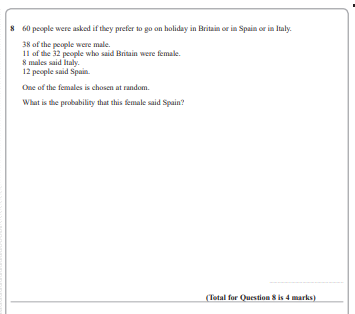 8 60 people were asked if they prefer to go on holiday in Britain or in Spain or in Italy.
38 of the people were male.
11 of the 32 people who said Britain were female.
8 males said Italy.
12 people said Spain.
One of the females is chosen at random.
What is the probability that this female said Spain?
(Total for Question 8 is 4 marks)